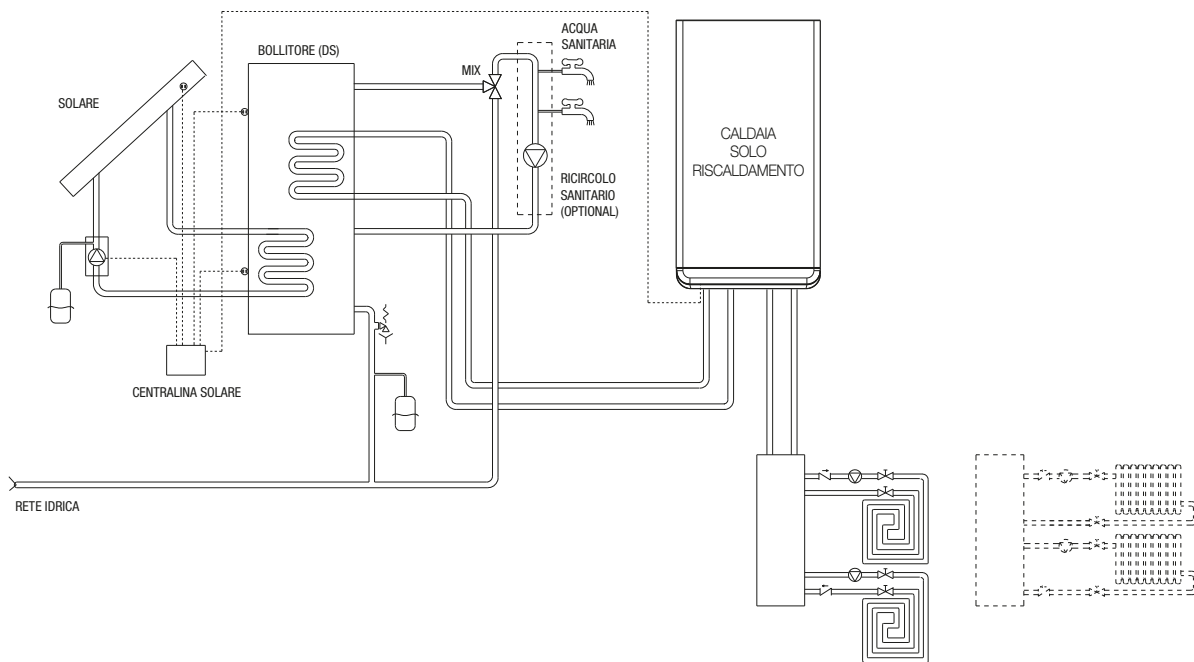 ACQUA
SANITARIA
BOLLITORE (DS)
MIX
SOLARE
CALDAIA
SOLO
RISCALDAMENTO
RICIRCOLO
SANITARIO
(OPTIONAL)
CENTRALINA SOLARE
RETE IDRICA